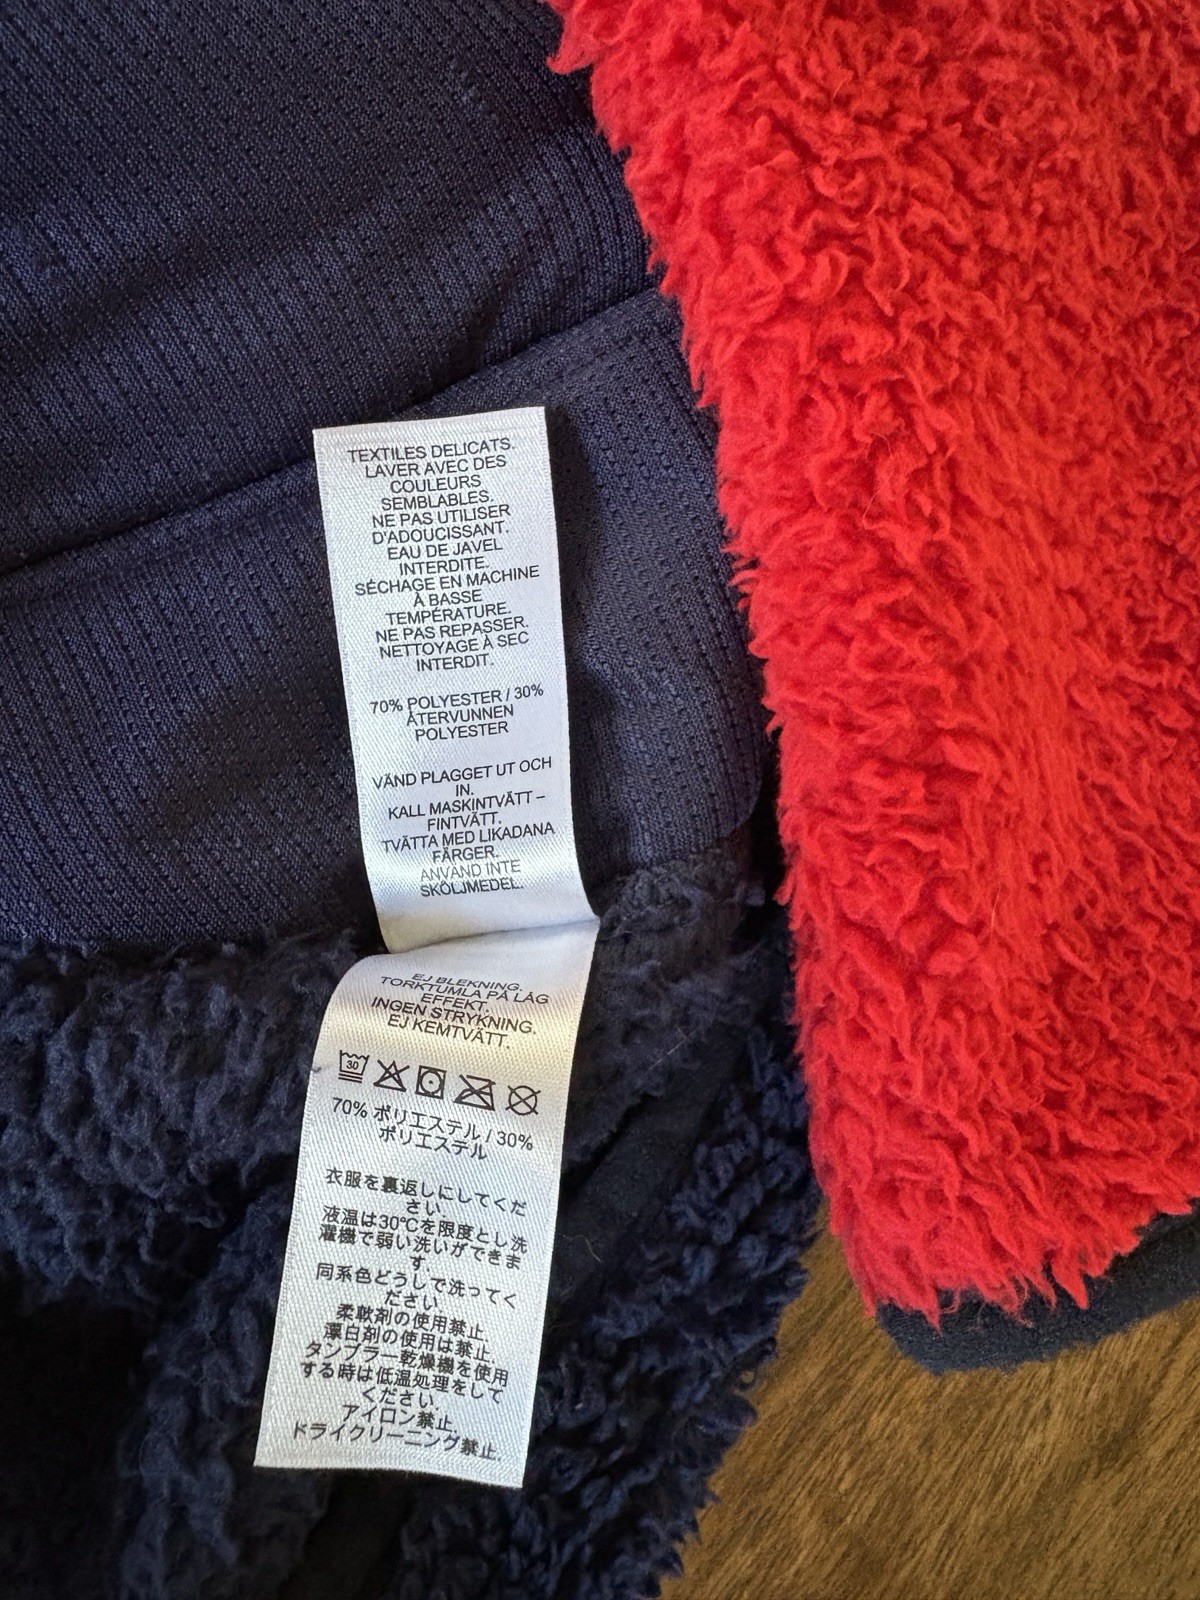 TEXTILES DELICATS.
LAVER AVEC DES
COULEURS
SEMBLABLES.
NE PAS UTILISER
D'ADOUCISSANT.
EAU DE JAVEL
INTERDITE.
SÉCHAGE EN MACHINE
À BASSE
TEMPÉRATURE.
NE PAS REPASSER.
NETTOYAGE À SEC
INTERDIT.
70% POLYESTER / 30%
ÅTERVUNNEN
POLYESTER
VÄND PLAGGET UT OCH
IN.
KALL MASKINTVÄTT –
FINTVÄTT.
TVÄTTA MED LIKADANA
FÄRGER.
ANVAND INTE
SKÖLJMEDEL.
EJ BLEKNING.
TORKTUMLA PÅ LÅG
EFFEKT.
INGEN STRYKNING.
EJ KEMTVÄTT.
30
70% ポリエステル / 30%
ポリエステル
衣服を裏返しにしてくだ
さい.
液温は30℃を限度とし洗
濯機で弱い洗いができま
す.
同系色どうしで洗ってく
ださい.
柔軟剤の使用禁止.
漂白剤の使用は禁止.
タンブラー乾燥機を使用
する時は低温処理をして
ください.
アイロン禁止.
ドライクリーニング禁止.